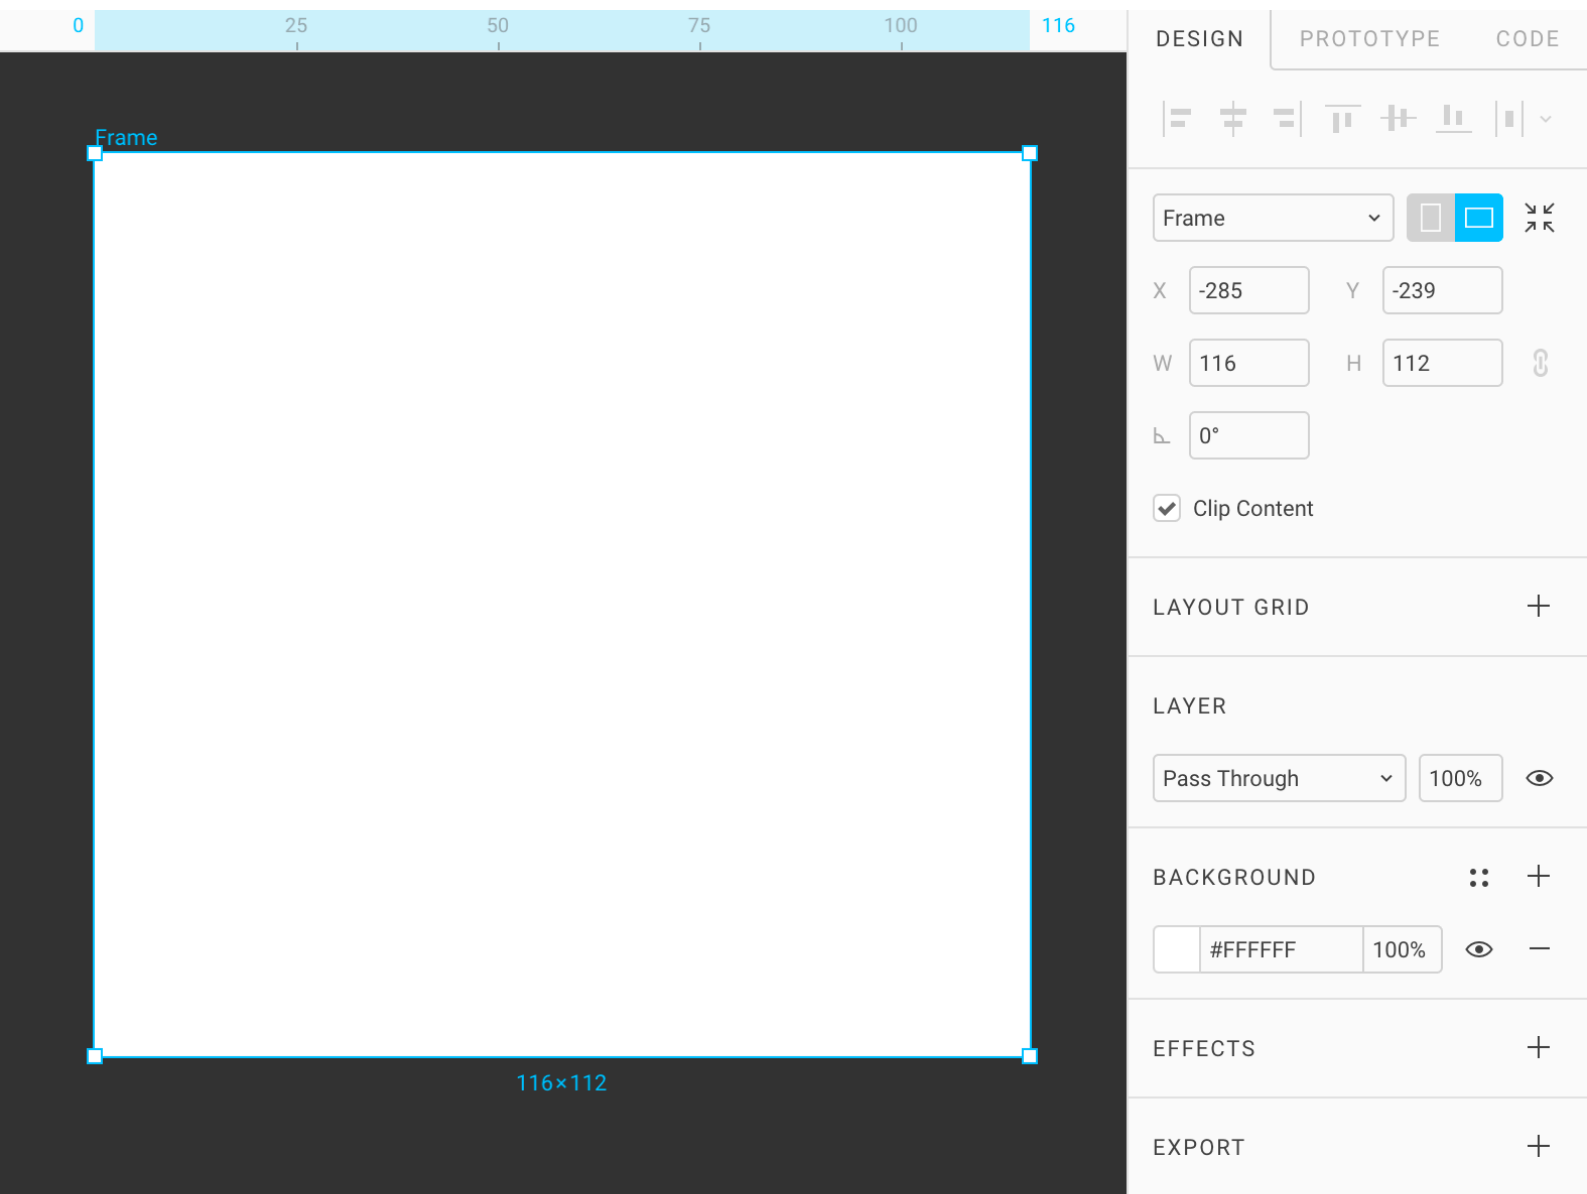 0 25 50 75 100 116
DESIGN PROTOTYPE CODE
Frame
Frame
X -285 Y -239
W 116 H 112
0°
Clip Content
LAYOUT GRID
LAYER
Pass Through 100%
BACKGROUND
#FFFFFF 100%
EFFECTS
116×112
EXPORT